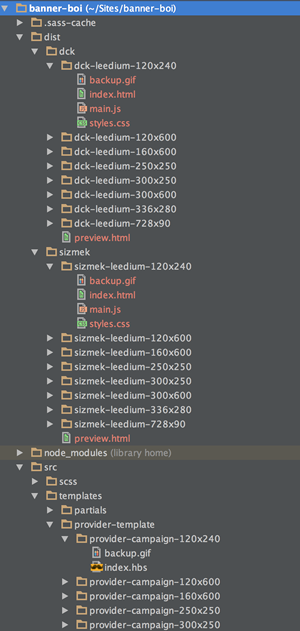 banner-boi (~/Sites/banner-boi)
.sass-cache
dist
dck
dck-leedium-120x240
backup.gif
index.html
main.js
styles.css
dck-leedium-120x600
dck-leedium-160x600
dck-leedium-250x250
dck-leedium-300x250
dck-leedium-300x600
dck-leedium-336x280
dck-leedium-728x90
preview.html
sizmek
sizmek-leedium-120x240
backup.gif
index.html
main.js
styles.css
sizmek-leedium-120x600
sizmek-leedium-160x600
sizmek-leedium-250x250
sizmek-leedium-300x250
sizmek-leedium-300x600
sizmek-leedium-336x280
sizmek-leedium-728x90
preview.html
node_modules (library home)
src
scss
templates
partials
provider-template
provider-campaign-120x240
backup.gif
index.hbs
provider-campaign-120x600
provider-campaign-160x600
provider-campaign-250x250
provider-campaign-300x250